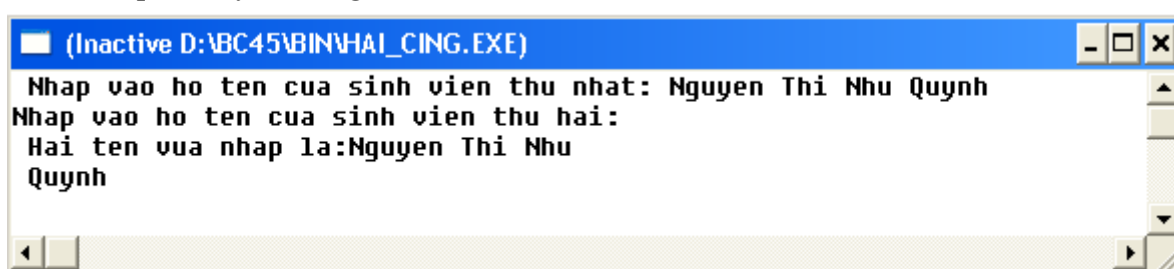 (Inactive D:\BC45\BIN\HAI_CING.EXE)
Nhap vao ho ten cua sinh vien thu nhat: Nguyen Thi Nhu Quynh
Nhap vao ho ten cua sinh vien thu hai:
Hai ten vua nhap la:Nguyen Thi Nhu
Quynh